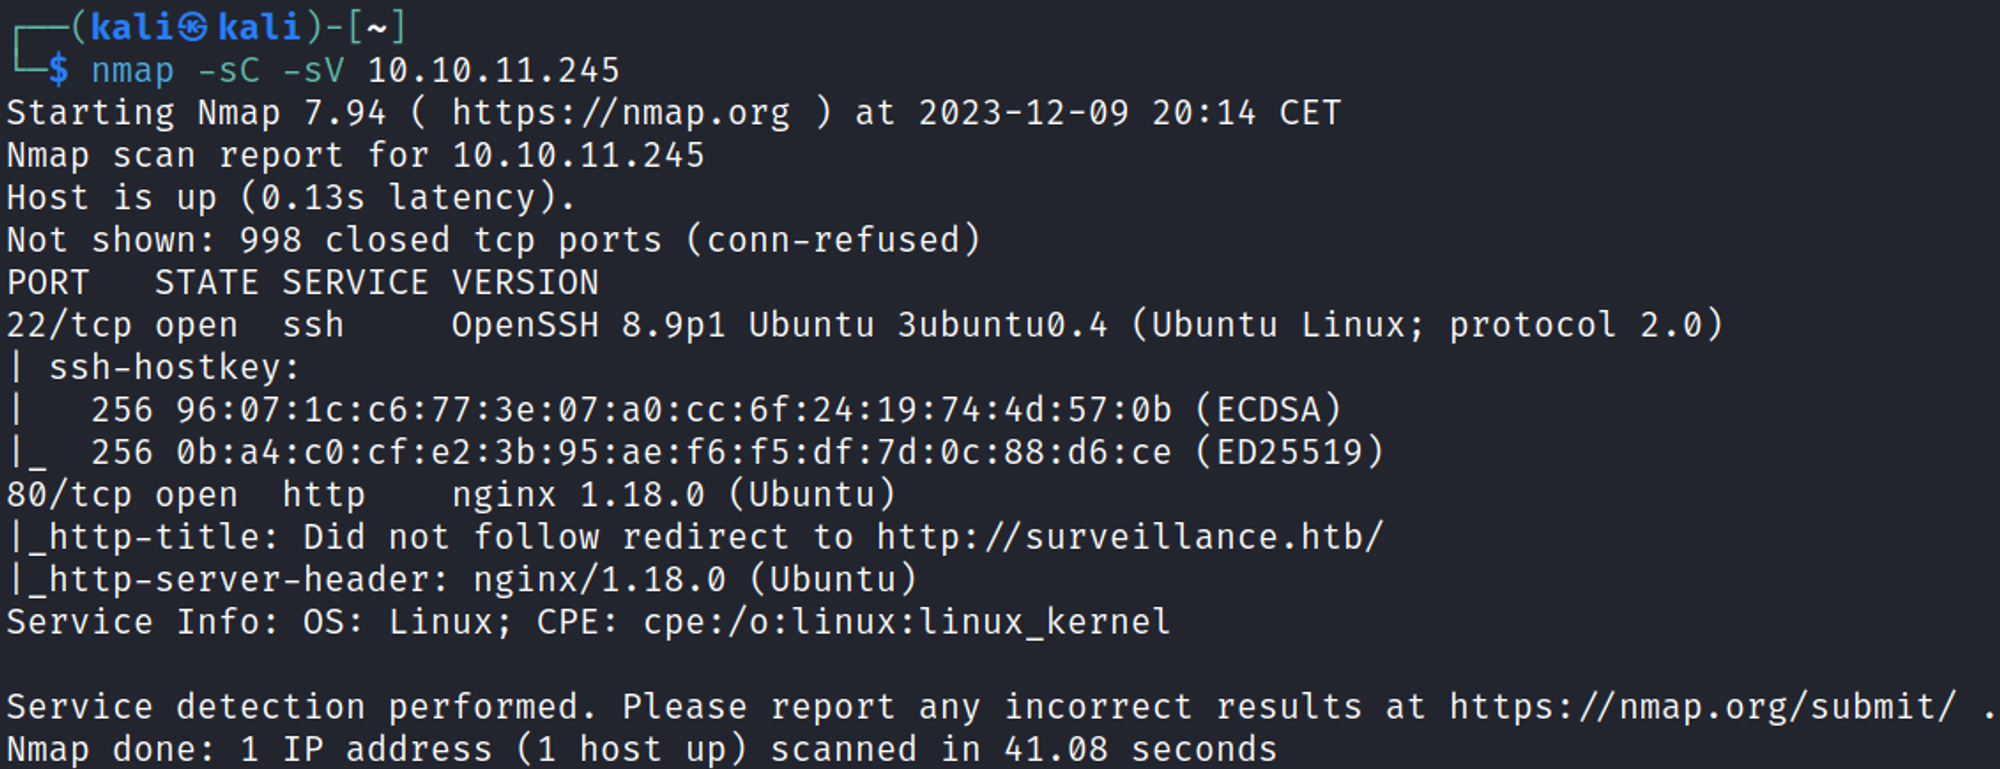 ┌──(kali㉿kali)-[~]
└─$ nmap -sC -sV 10.10.11.245
Starting Nmap 7.94 ( https://nmap.org ) at 2023-12-09 20:14 CET
Nmap scan report for 10.10.11.245
Host is up (0.13s latency).
Not shown: 998 closed tcp ports (conn-refused)
PORT   STATE SERVICE VERSION
22/tcp open  ssh     OpenSSH 8.9p1 Ubuntu 3ubuntu0.4 (Ubuntu Linux; protocol 2.0)
| ssh-hostkey:
|   256 96:07:1c:c6:77:3e:07:a0:cc:6f:24:19:74:4d:57:0b (ECDSA)
|_  256 0b:a4:c0:cf:e2:3b:95:ae:f6:f5:df:7d:0c:88:d6:ce (ED25519)
80/tcp open  http    nginx 1.18.0 (Ubuntu)
|_http-title: Did not follow redirect to http://surveillance.htb/
|_http-server-header: nginx/1.18.0 (Ubuntu)
Service Info: OS: Linux; CPE: cpe:/o:linux:linux_kernel

Service detection performed. Please report any incorrect results at https://nmap.org/submit/ .
Nmap done: 1 IP address (1 host up) scanned in 41.08 seconds